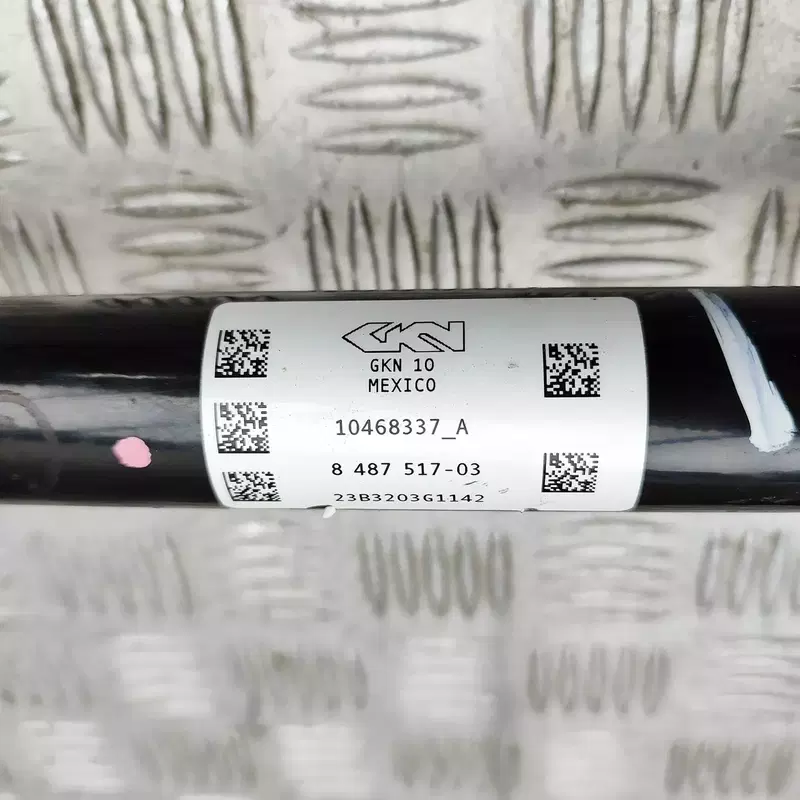 GKN
GKN 10
MEXICO
10468337_A
8 487 517-03
23B3203G1142